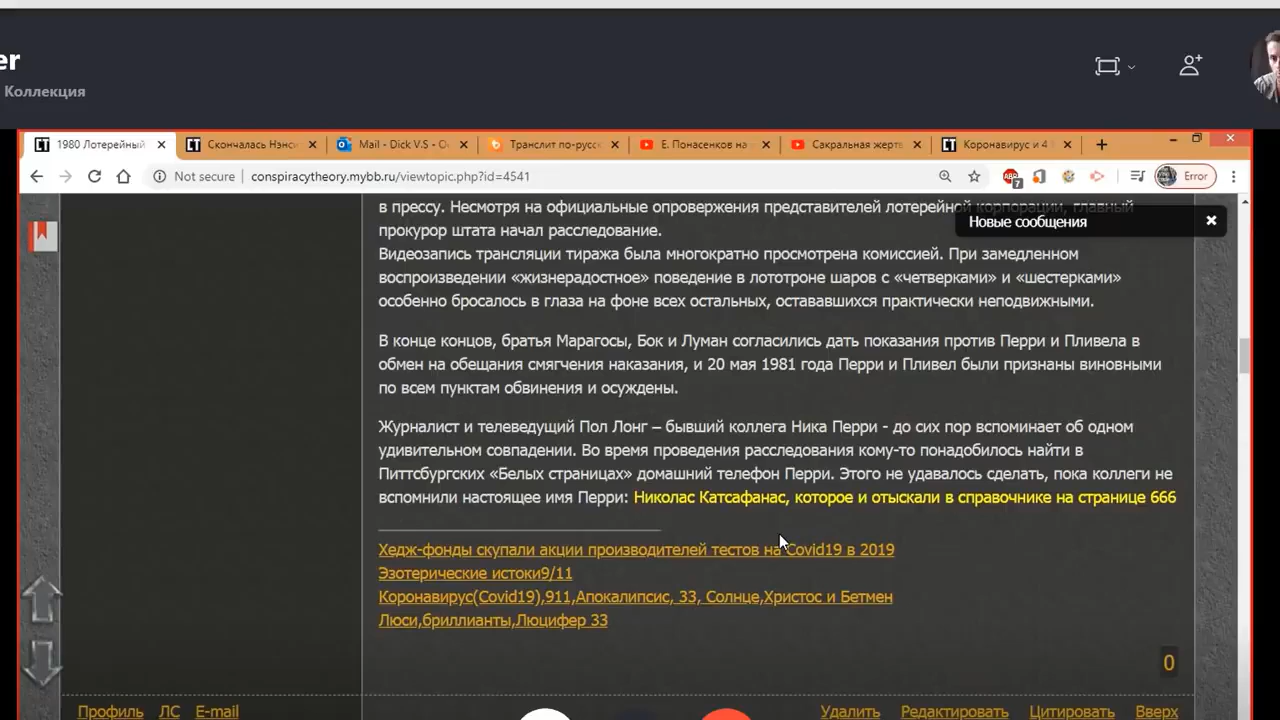 er
Коллекция
1980 Лотерейный
Скончалась Нэнси
Mail - Dick V.S - O
Транслит по-русс
Е. Понасенков на
Сакральная жерт
Коронавирус и 4
Not secure
conspiracytheory.mybb.ru/viewtopic.php?id=4541
ABP
7
Error
в прессу. Несмотря на официальные опровержения представителей лотерейной корпорации, главный
прокурор штата начал расследование.
Новые сообщения
Видеозапись трансляции тиража была многократно просмотрена комиссией. При замедленном
воспроизведении «жизнерадостное» поведение в лототроне шаров с «четверками» и «шестерками»
особенно бросалось в глаза на фоне всех остальных, остававшихся практически неподвижными.
В конце концов, братья Марагосы, Бок и Луман согласились дать показания против Перри и Пливела в
обмен на обещания смягчения наказания, и 20 мая 1981 года Перри и Пливел были признаны виновными
по всем пунктам обвинения и осуждены.
Журналист и телеведущий Пол Лонг – бывший коллега Ника Перри - до сих пор вспоминает об одном
удивительном совпадении. Во время проведения расследования кому-то понадобилось найти в
Питтсбургских «Белых страницах» домашний телефон Перри. Этого не удавалось сделать, пока коллеги не
вспомнили настоящее имя Перри: Николас Катсафанас, которое и отыскали в справочнике на странице 666
Хедж-фонды скупали акции производителей тестов на Covid19 в 2019
Эзотерические истоки9/11
Коронавирус(Covid19),911,Апокалипсис, 33, Солнце,Христос и Бетмен
Люси,бриллианты,Люцифер 33
0
Профиль ЛС E-mail
Удалить Редактировать Цитировать Вверх